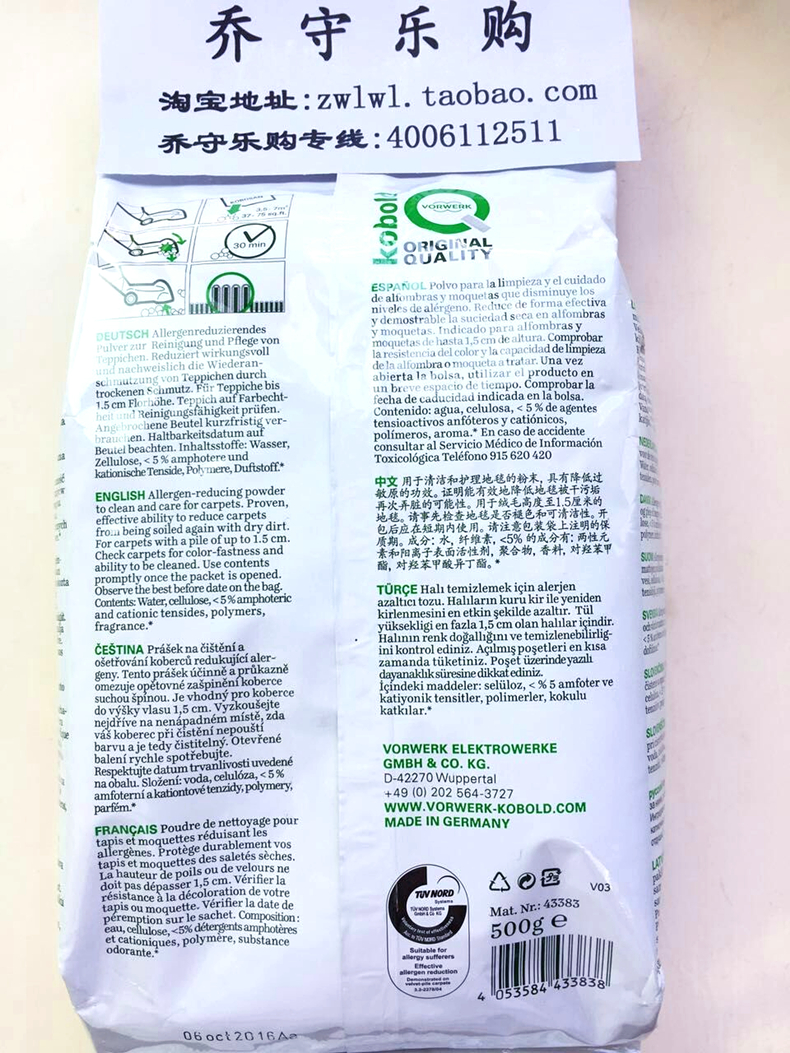 乔守乐购
淘宝地址:zwlwl.taobao.com
乔守乐购专线:4006112511
KOBOSAN
3.5-7m²
37-75 sq.ft.
30 min
kobold
VORWERK
ORIGINAL
QUALITY
DEUTSCH Allergenreduzierendes
Pulver zur Reinigung und Pflege von
Teppichen. Reduziert wirkungsvoll
und nachweislich die Wiederan-
schmutzung von Teppichen durch
trockenen Schmutz. Für Teppiche bis
1.5 cm Florhöhe. Teppich auf Farbecht-
heit und Reinigungsfähigkeit prüfen.
Angebrochene Beutel kurzfristig ver-
brauchen. Haltbarkeitsdatum auf
Beutel beachten. Inhaltsstoffe: Wasser,
Zellulose, < 5 % amphotere und
kationische Tenside, Polymere, Duftstoff.*
ENGLISH Allergen-reducing powder
to clean and care for carpets. Proven,
effective ability to reduce carpets
from being soiled again with dry dirt.
For carpets with a pile of up to 1.5 cm.
Check carpets for color-fastness and
ability to be cleaned. Use contents
promptly once the packet is opened.
Observe the best before date on the bag.
Contents: Water, cellulose, < 5 % amphoteric
and cationic tensides, polymers,
fragrance.*
ČEŠTINA Prášek na čištění a
ošetřování koberců redukující aler-
geny. Tento prášek účinně a průkazně
omezuje opětovné zašpinění koberce
suchou špínou. Je vhodný pro koberce
do výšky vlasu 1,5 cm. Vyzkoušejte
nejdříve na nenápadném místě, zda
váš koberec při čistění nepouští
barvu a je tedy čistitelný. Otevřené
balení rychle spotřebujte.
Respektujte datum trvanlivosti uvedené
na obalu. Složení: voda, celulóza, < 5 %
amfoterní a kationtové tenzidy, polymery,
parfém.*
FRANÇAIS Poudre de nettoyage pour
tapis et moquettes réduisant les
allergènes. Protège durablement vos
tapis et moquettes des saletés sèches.
La hauteur de poils ou de velours ne
doit pas dépasser 1,5 cm. Vérifier la
résistance à la décoloration de votre
tapis ou moquette. Vérifier la date de
péremption sur le sachet. Composition:
eau, cellulose, <5% détergents amphotères
et cationiques, polymère, substance
odorante.*
06 oct 2016 Aa
ESPAÑOL Polvo para la limpieza y el cuidado
de alfombras y moquetas que disminuye los
niveles de alérgeno. Reduce de forma efectiva
y demostrable la suciedad seca en alfombras
y moquetas. Indicado para alfombras y
moquetas de hasta 1,5 cm de altura. Comprobar
la resistencia del color y la capacidad de limpieza
de la alfombra o moqueta a tratar. Una vez
abierta la bolsa, utilizar el producto en
un breve espacio de tiempo. Comprobar la
fecha de caducidad indicada en la bolsa.
Contenido: agua, celulosa, < 5 % de agentes
tensioactivos anfóteros y catiónicos,
polímeros, aroma.* En caso de accidente
consultar al Servicio Médico de Información
Toxicológica Teléfono 915 620 420
中文 用于清洁和护理地毯的粉末，具有降低过
敏原的功效。证明能有效地降低地毯被干污垢
再次弄脏的可能性。用于绒毛高度至1.5厘米的
地毯。请事先检查地毯是否褪色和可清洁性。开
包后应在短期内使用。请注意包装袋上注明的保
质期。成分: 水, 纤维素, <5% 的成分有: 两性元
素和阳离子表面活性剂, 聚合物, 香料, 对羟苯甲
酯, 对羟苯甲酸异丁酯。*
TÜRÇE Halı temizlemek için alerjen
azaltıcı tozu. Halıların kuru kir ile yeniden
kirlenmesini en etkin şekilde azaltır. Tül
yüksekligi en fazla 1,5 cm olan halılar içindir.
Halının renk doğallığını ve temizlenebilirliğ-
ini kontrol ediniz. Açılmış poşetleri en kısa
zamanda tüketiniz. Poşet üzerinde yazılı
dayanaklık süresine dikkat ediniz.
İçindeki maddeler: selüloz, < % 5 amfoter ve
katiyonik tensitler, polimerler, kokulu
katkılar.*
VORWERK ELEKTROWERKE
GMBH & CO. KG.
D-42270 Wuppertal
+49 (0) 202 564-3727
WWW.VORWERK-KOBOLD.COM
MADE IN GERMANY
TÜV NORD
Systems
TÜV NORD Systems
GmbH & Co. KG
Suitable for
allergy sufferers
Effective
allergen reduction
Demonstrated on
velvet-pile carpets
V03
Mat. Nr.: 43383
500g e
4 053584 433838